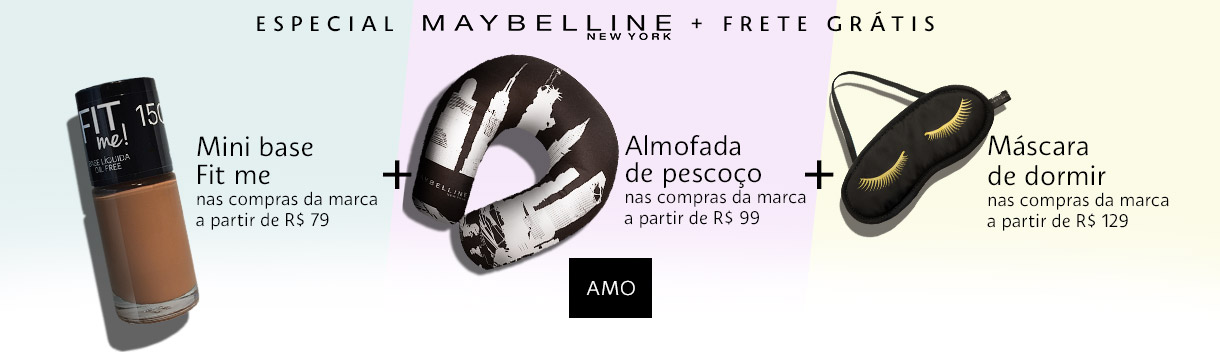 ESPECIAL MAYBELLINE NEW YORK + FRETE GRÁTIS
FIT me! 150
BASE LÍQUIDA
OIL FREE
Mini base
Fit me
nas compras da marca
a partir de R$ 79
+
MAYBELLINE
Almofada
de pescoço
nas compras da marca
a partir de R$ 99
+
Máscara
de dormir
nas compras da marca
a partir de R$ 129
AMO